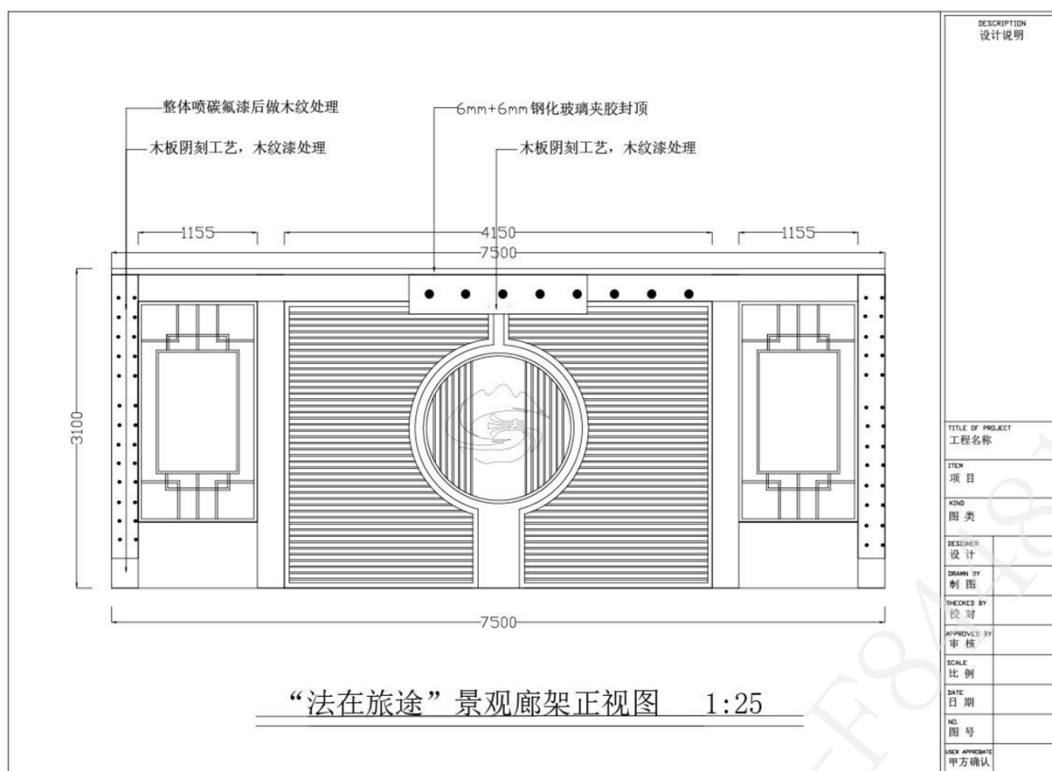 整体喷碳氟漆后做木纹处理
6mm+6mm钢化玻璃夹胶封顶
木板阴刻工艺，木纹漆处理
木板阴刻工艺，木纹漆处理
1155
4150
1155
7500
3100
7500
“法在旅途”景观廊架正视图 1:25
DESCRIPTION
设计说明
TITLE OF PROJECT
工程名称
ITEM
项目
KIND
图类
DESIGNER
设计
DRAWN BY
制图
SHECKED BY
校对
APPROVED BY
审核
SCALE
比例
DATE
日期
NO.
图号
USER APPROBATE
甲方确认